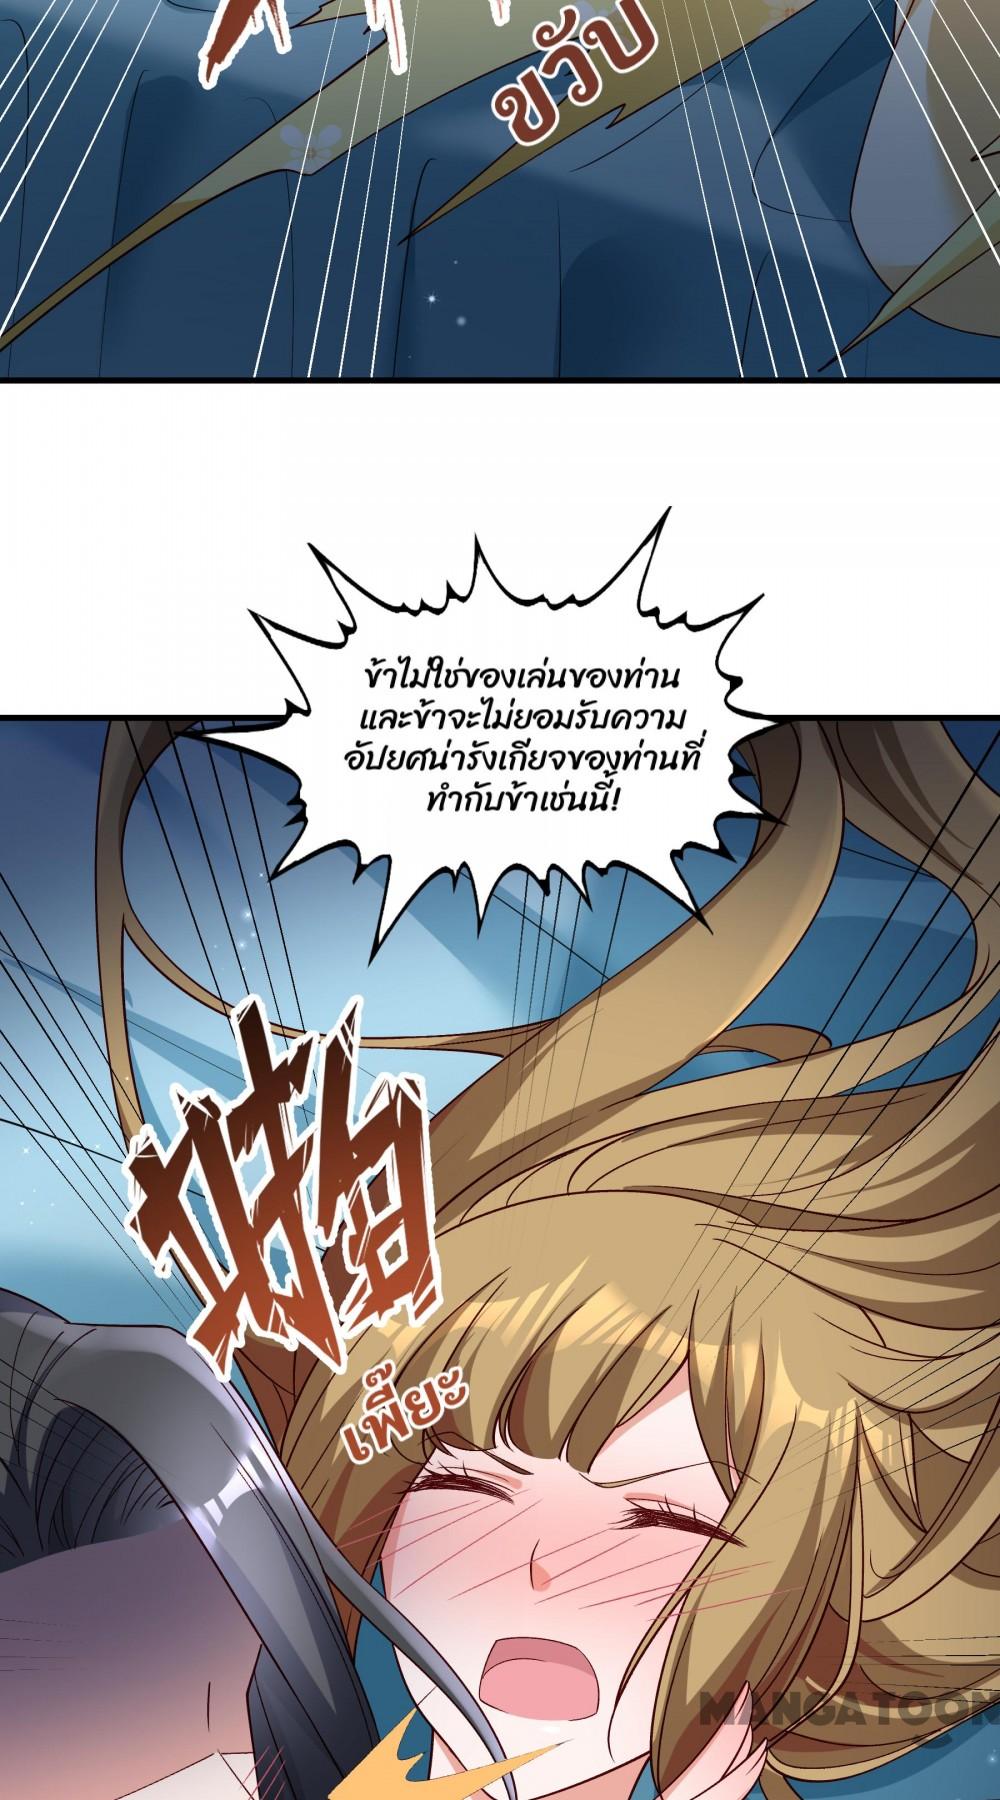 ขวับ
ข้าไม่ใช่ของเล่นของท่าน
และข้าจะไม่ยอมรับความ
อัปยศน่ารังเกียจของท่านที่
ทำกับข้าเช่นนี้!
啪
เพี๊ยะ
MANGATOON